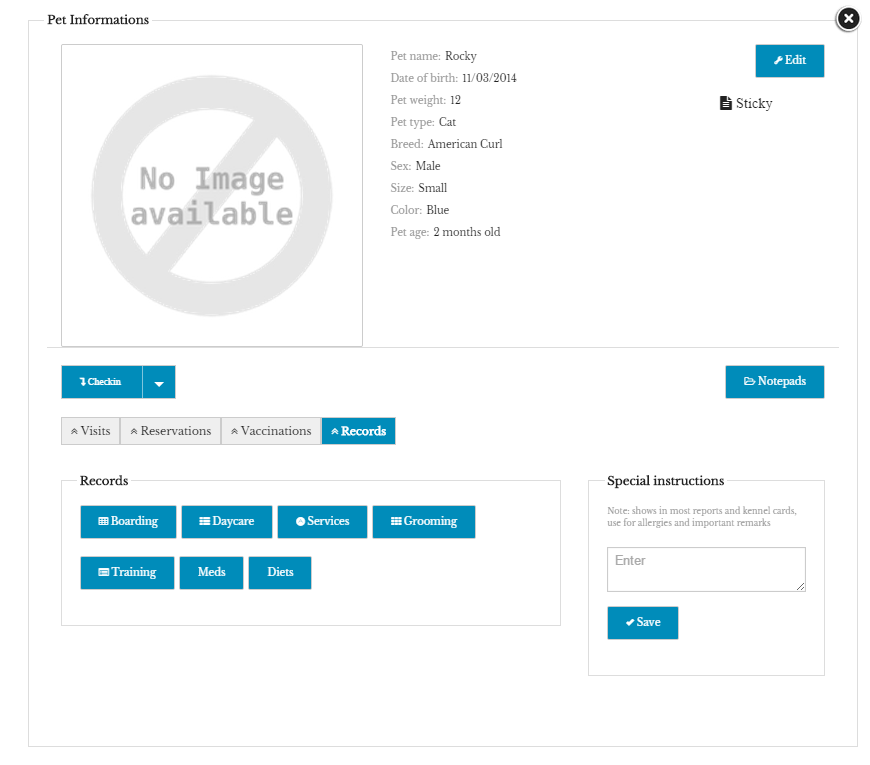 Pet Informations
No Image
available
Pet name: Rocky
Date of birth: 11/03/2014
Pet weight: 12
Pet type: Cat
Breed: American Curl
Sex: Male
Size: Small
Color: Blue
Pet age: 2 months old
Edit
Sticky
Checkin
Notepads
Visits Reservations Vaccinations Records
Records
Boarding Daycare Services Grooming
Training Meds Diets
Special instructions
Note: shows in most reports and kennel cards,
use for allergies and important remarks
Enter
Save